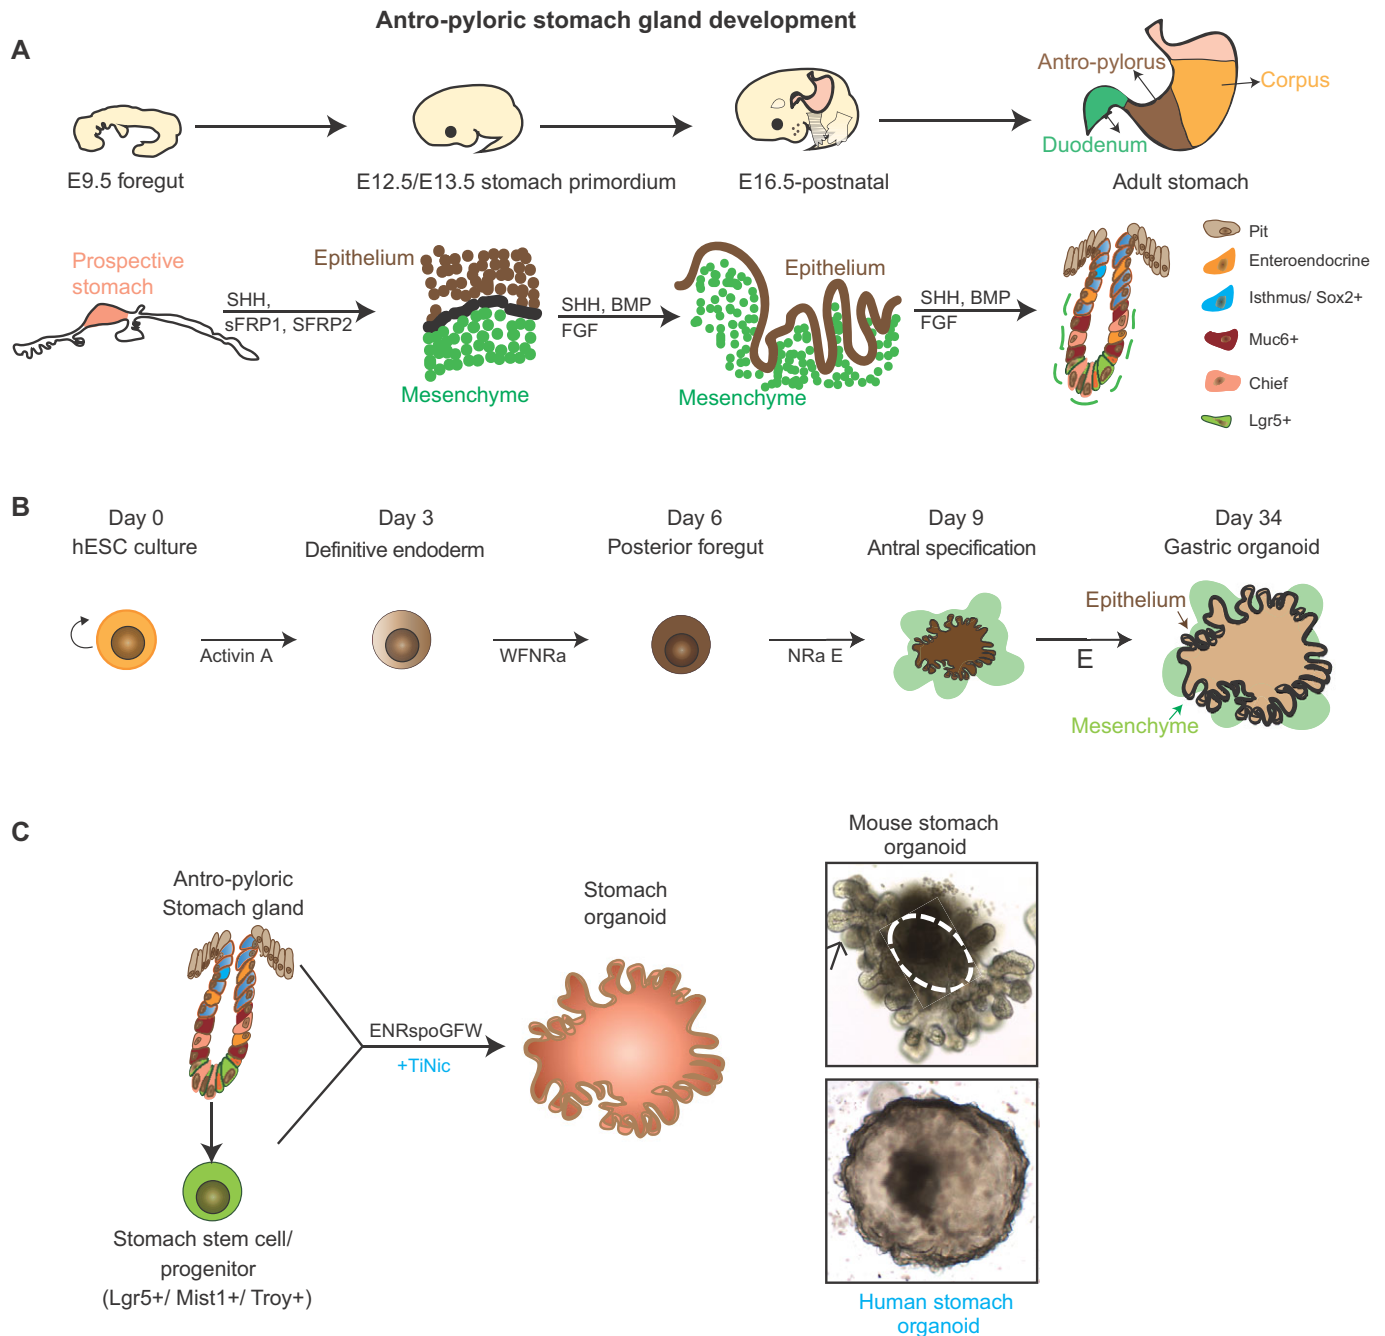 Antro-pyloric stomach gland development
A
Antro-pylorus
Corpus
Duodenum
E9.5 foregut
E12.5/E13.5 stomach primordium
E16.5-postnatal
Adult stomach
Prospective
stomach
SHH,
sFRP1, SFRP2
Epithelium
Mesenchyme
SHH, BMP
FGF
Epithelium
Mesenchyme
SHH, BMP
FGF
Pit
Enteroendocrine
Isthmus/ Sox2+
Muc6+
Chief
Lgr5+
B
Day 0
hESC culture
Day 3
Definitive endoderm
Day 6
Posterior foregut
Day 9
Antral specification
Day 34
Gastric organoid
Activin A
WFNRa
NRa E
E
Epithelium
Mesenchyme
C
Antro-pyloric
Stomach gland
Stomach
organoid
ENRspoGFW
+TiNic
Stomach stem cell/
progenitor
(Lgr5+/ Mist1+/ Troy+)
Mouse stomach
organoid
Human stomach
organoid